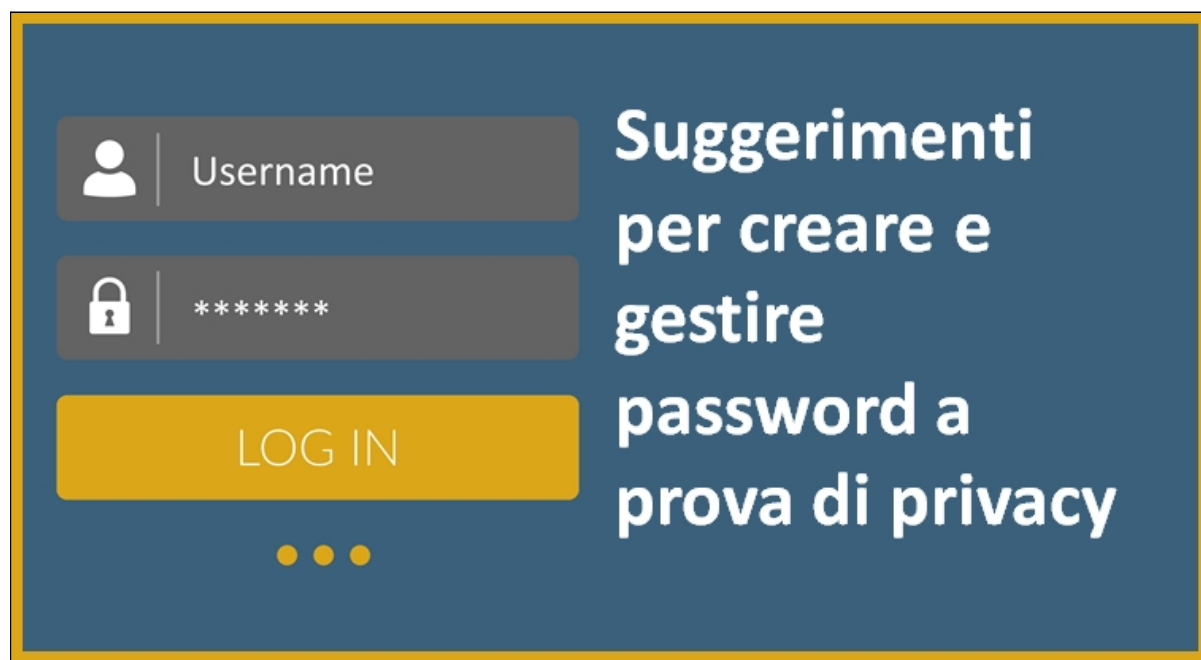 Username
*******
LOG IN
Suggerimenti
per creare e
gestire
password a
prova di privacy